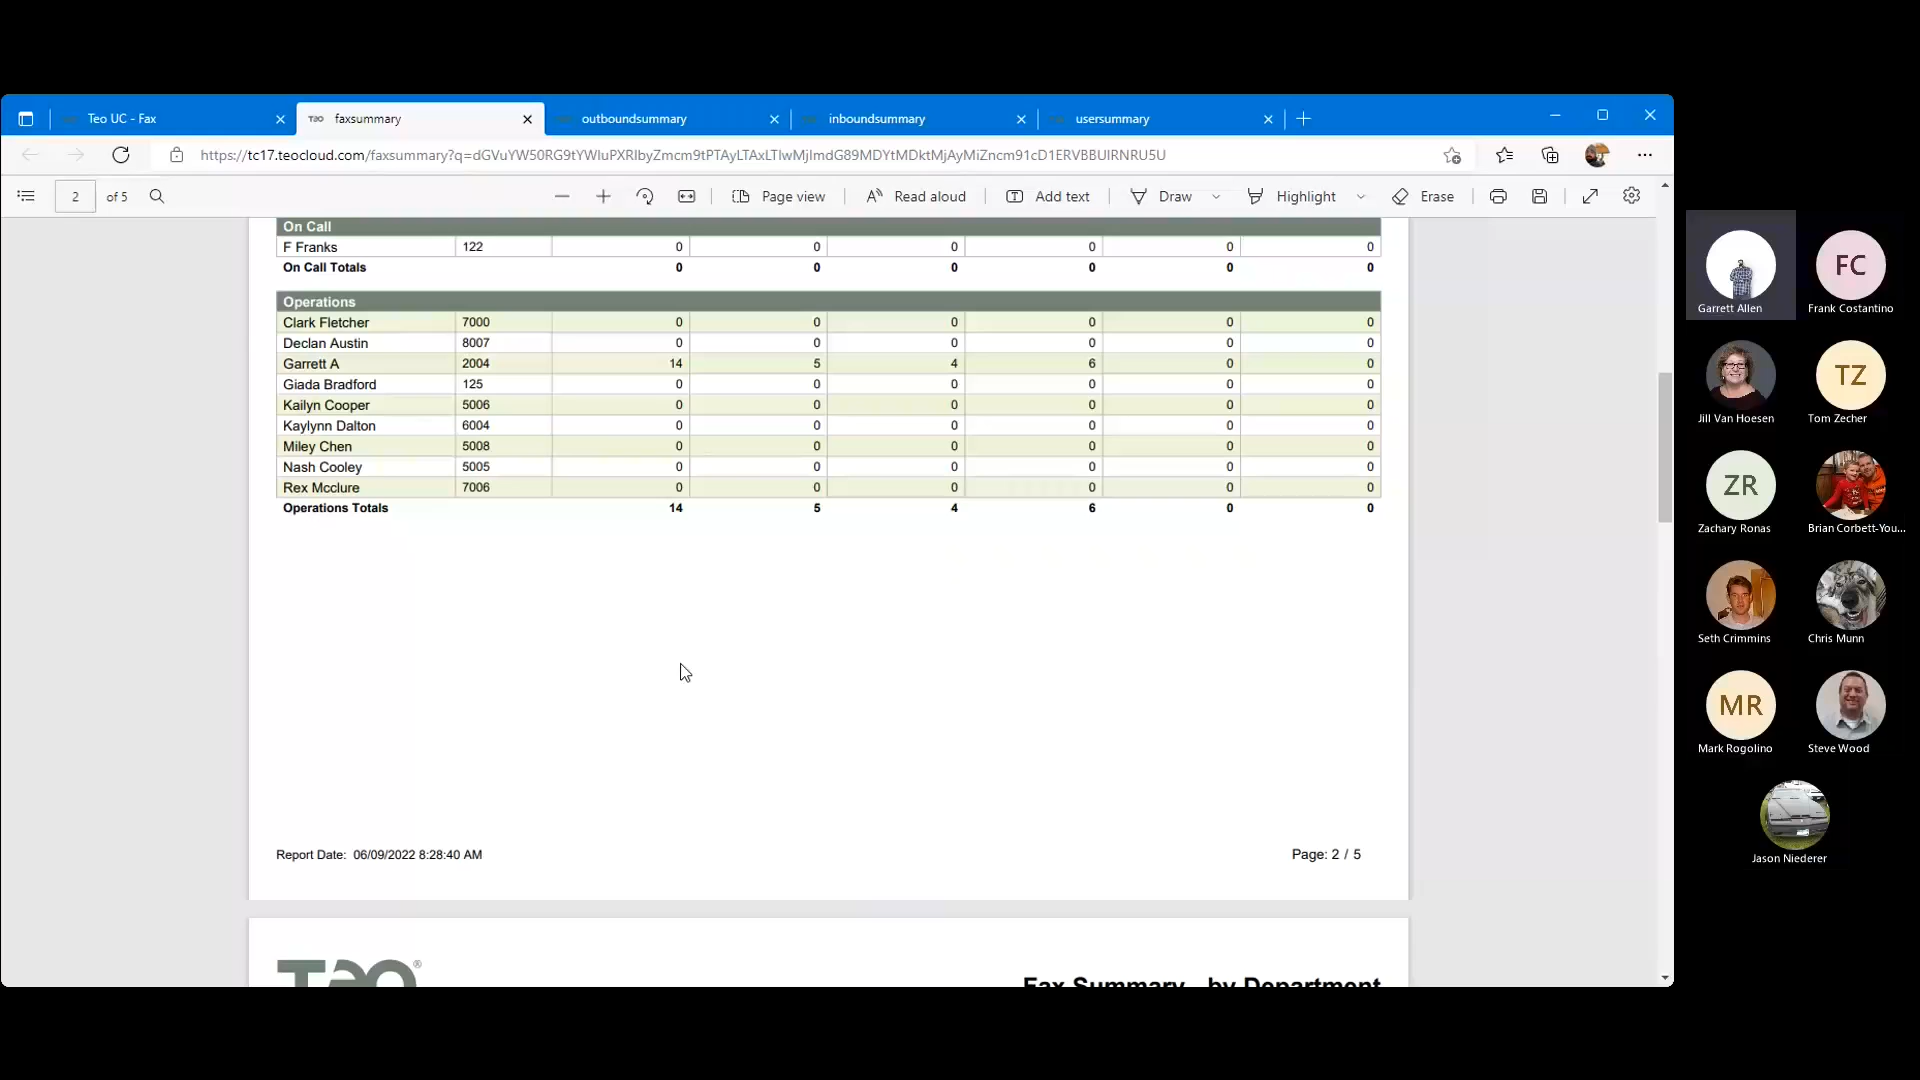 Teo UC - Fax
faxsummary
outboundsummary
inboundsummary
usersummary
https://tc17.teocloud.com/faxsummary?q=dGVuYW50RG9tYWluPXRlbyZmcm9tPTAyLTAxLTIwMjImdG89MDYtMDktMjAyMiZncm91cD1ERVBBUlRNRU5U
2 of 5
Page view
Read aloud
Add text
Draw
Highlight
Erase
On Call
F Franks 122 0 0 0 0 0 0
On Call Totals 0 0 0 0 0 0
Operations
Clark Fletcher 7000 0 0 0 0 0 0
Declan Austin 8007 0 0 0 0 0 0
Garrett A 2004 14 5 4 6 0 0
Giada Bradford 125 0 0 0 0 0 0
Kailyn Cooper 5006 0 0 0 0 0 0
Kaylynn Dalton 6004 0 0 0 0 0 0
Miley Chen 5008 0 0 0 0 0 0
Nash Cooley 5005 0 0 0 0 0 0
Rex Mcclure 7006 0 0 0 0 0 0
Operations Totals 14 5 4 6 0 0
Report Date: 06/09/2022 8:28:40 AM
Page: 2 / 5
Teo®
Fax Summary - by Department
Garrett Allen
FC
Frank Costantino
Jill Van Hoesen
TZ
Tom Zecher
ZR
Zachary Ronas
Brian Corbett-You...
Seth Crimmins
Chris Munn
MR
Mark Rogolino
Steve Wood
Jason Niederer